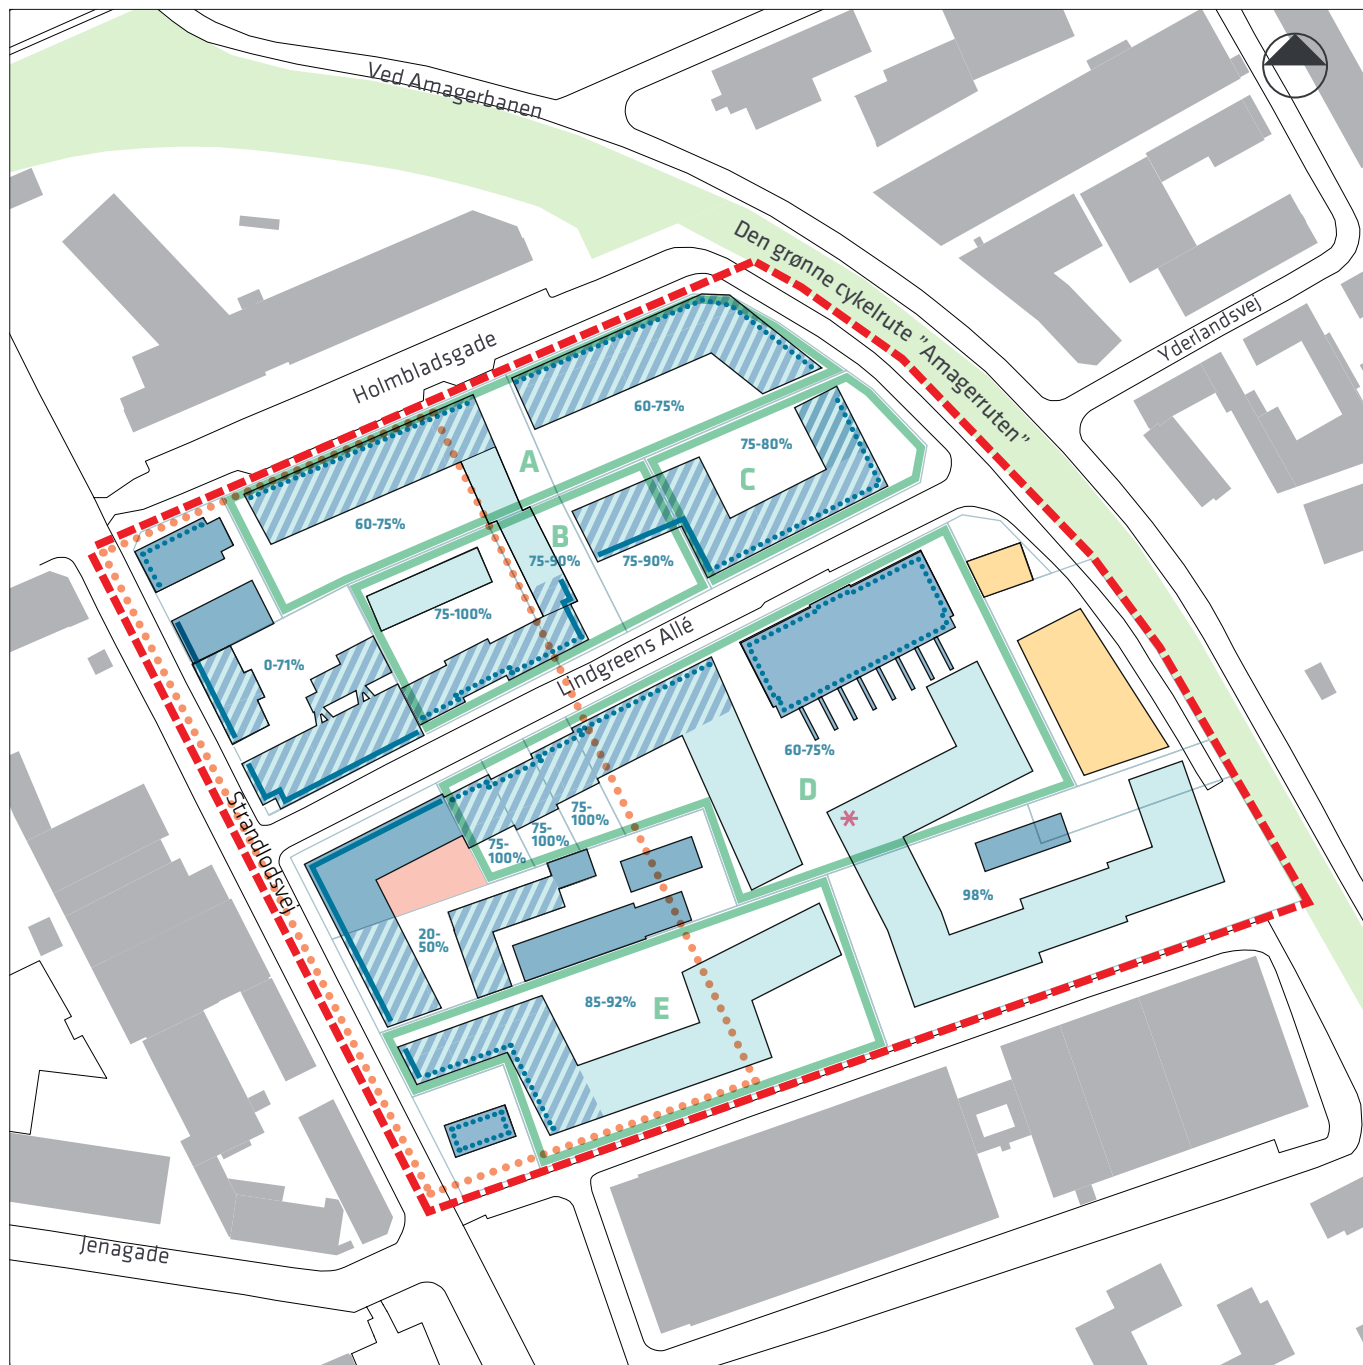 Ved Amagerbanen
Den grønne cykelrute "Amagerruten"
Yderlandsvej
Holmbladsgade
60-75%
75-80%
A
C
60-75%
B
75-90%
75-90%
75-100%
Lindgreens Allé
0-71%
60-75%
D
*
75-
100%
75-
100%
75-
100%
Strandlodsvej
98%
20-
50%
85-92%
E
Jenagade